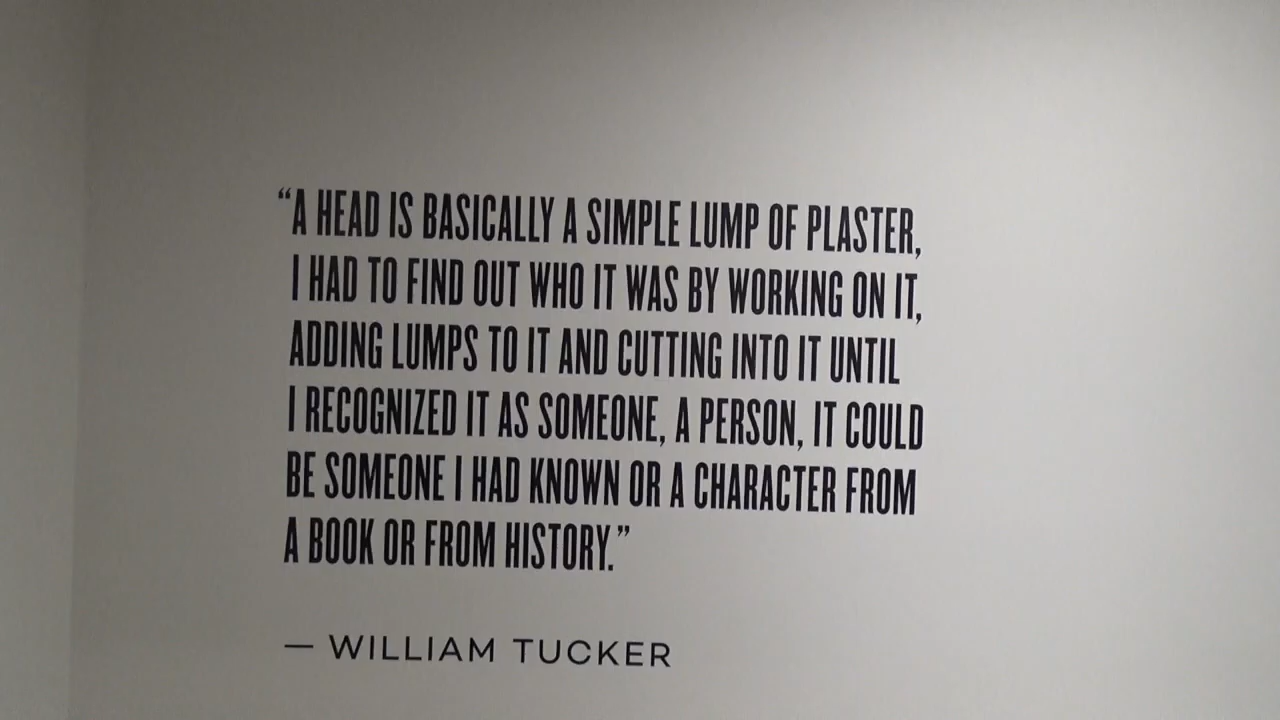 “A HEAD IS BASICALLY A SIMPLE LUMP OF PLASTER,
I HAD TO FIND OUT WHO IT WAS BY WORKING ON IT,
ADDING LUMPS TO IT AND CUTTING INTO IT UNTIL
I RECOGNIZED IT AS SOMEONE, A PERSON, IT COULD
BE SOMEONE I HAD KNOWN OR A CHARACTER FROM
A BOOK OR FROM HISTORY.”
— WILLIAM TUCKER